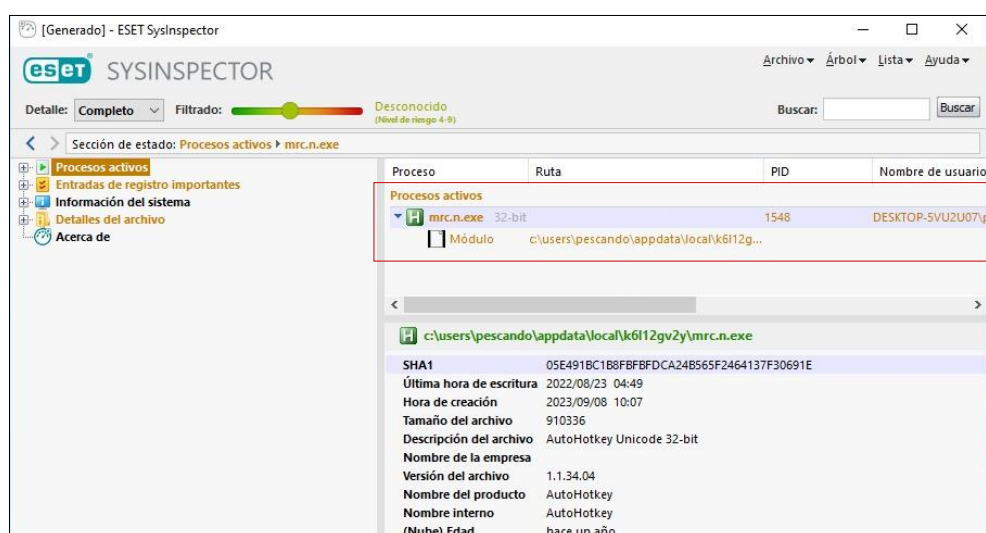 [Generado] - ESET SysInspector
eset SYSINSPECTOR
Archivo Árbol Lista Ayuda
Detalle: Completo Filtrado: Desconocido (Nivel de riesgo 4-9) Buscar: Buscar
Sección de estado: Procesos activos mrc.n.exe
Procesos activos
Entradas de registro importantes
Información del sistema
Detalles del archivo
Acerca de
Proceso Ruta PID Nombre de usuario
Procesos activos
mrc.n.exe 32-bit 1548 DESKTOP-5VU2U07\p
Módulo c:\users\pescando\appdata\local\k6l12g...
c:\users\pescando\appdata\local\k6l12gv2y\mrc.n.exe
SHA1 05E491BC1B8FBFBFDCA24B565F2464137F30691E
Última hora de escritura 2022/08/23 04:49
Hora de creación 2023/09/08 10:07
Tamaño del archivo 910336
Descripción del archivo AutoHotkey Unicode 32-bit
Nombre de la empresa
Versión del archivo 1.1.34.04
Nombre del producto AutoHotkey
Nombre interno AutoHotkey
(Nube) Edad hace un año